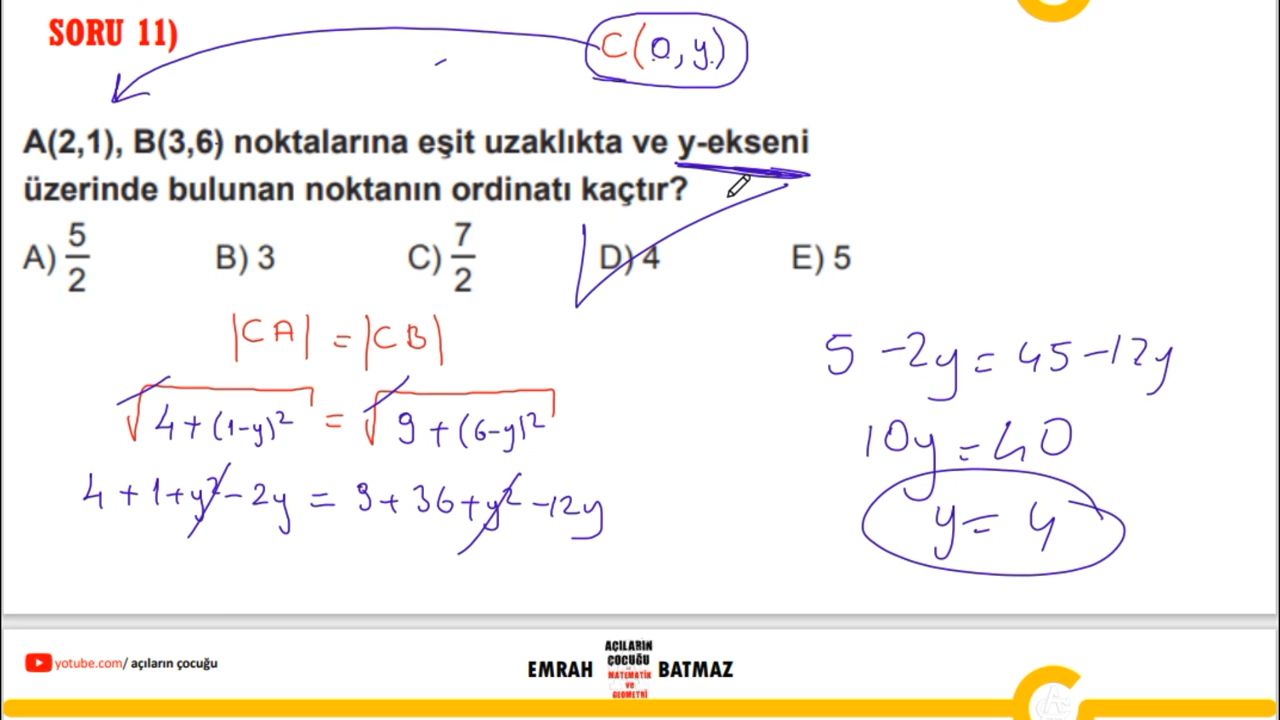 SORU 11)
C(0, y)
A(2,1), B(3,6) noktalarına eşit uzaklıkta ve y-ekseni
üzerinde bulunan noktanın ordinatı kaçtır?
A) 5/2 B) 3 C) 7/2 D) 4 E) 5
|CA| = |CB|
√4+(1-y)² = √9+(6-y)²
4+1+y²-2y = 9+36+y²-12y
5-2y=45-12y
10y=40
y=4
yotube.com/ açıların çocuğu
EMRAH
AÇILARIN
ÇOCUĞU
MATEMATİK
ve
GEOMETRİ
BATMAZ